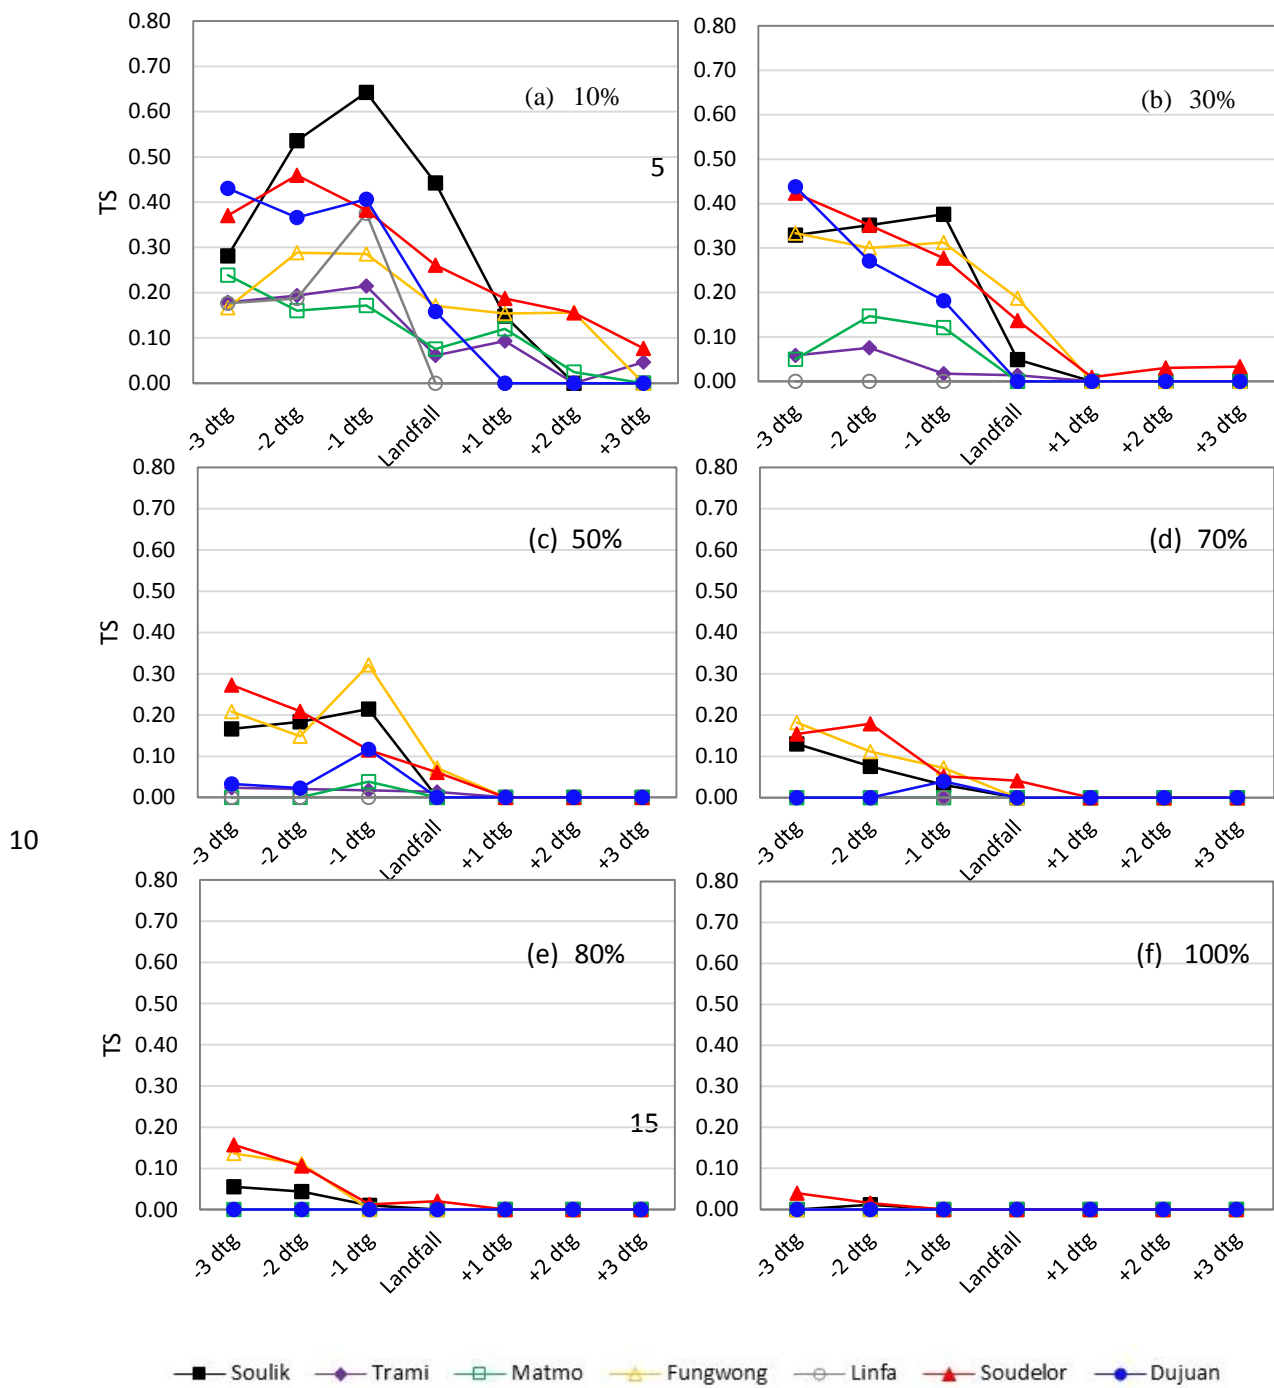 0.80
0.70
0.60
0.50
0.40
0.30
0.20
0.10
0.00
TS
(a) 10%
5
-3 dtg
-2 dtg
-1 dtg
Landfall
+1 dtg
+2 dtg
+3 dtg
0.80
0.70
0.60
0.50
0.40
0.30
0.20
0.10
0.00
(b) 30%
-3 dtg
-2 dtg
-1 dtg
Landfall
+1 dtg
+2 dtg
+3 dtg
0.80
0.70
0.60
0.50
0.40
0.30
0.20
0.10
0.00
TS
(c) 50%
-3 dtg
-2 dtg
-1 dtg
Landfall
+1 dtg
+2 dtg
+3 dtg
0.80
0.70
0.60
0.50
0.40
0.30
0.20
0.10
0.00
(d) 70%
-3 dtg
-2 dtg
-1 dtg
Landfall
+1 dtg
+2 dtg
+3 dtg
10
0.80
0.70
0.60
0.50
0.40
0.30
0.20
0.10
0.00
TS
(e) 80%
15
-3 dtg
-2 dtg
-1 dtg
Landfall
+1 dtg
+2 dtg
+3 dtg
0.80
0.70
0.60
0.50
0.40
0.30
0.20
0.10
0.00
(f) 100%
-3 dtg
-2 dtg
-1 dtg
Landfall
+1 dtg
+2 dtg
+3 dtg
Soulik Trami Matmo Fungwong Linfa Soudelor Dujuan